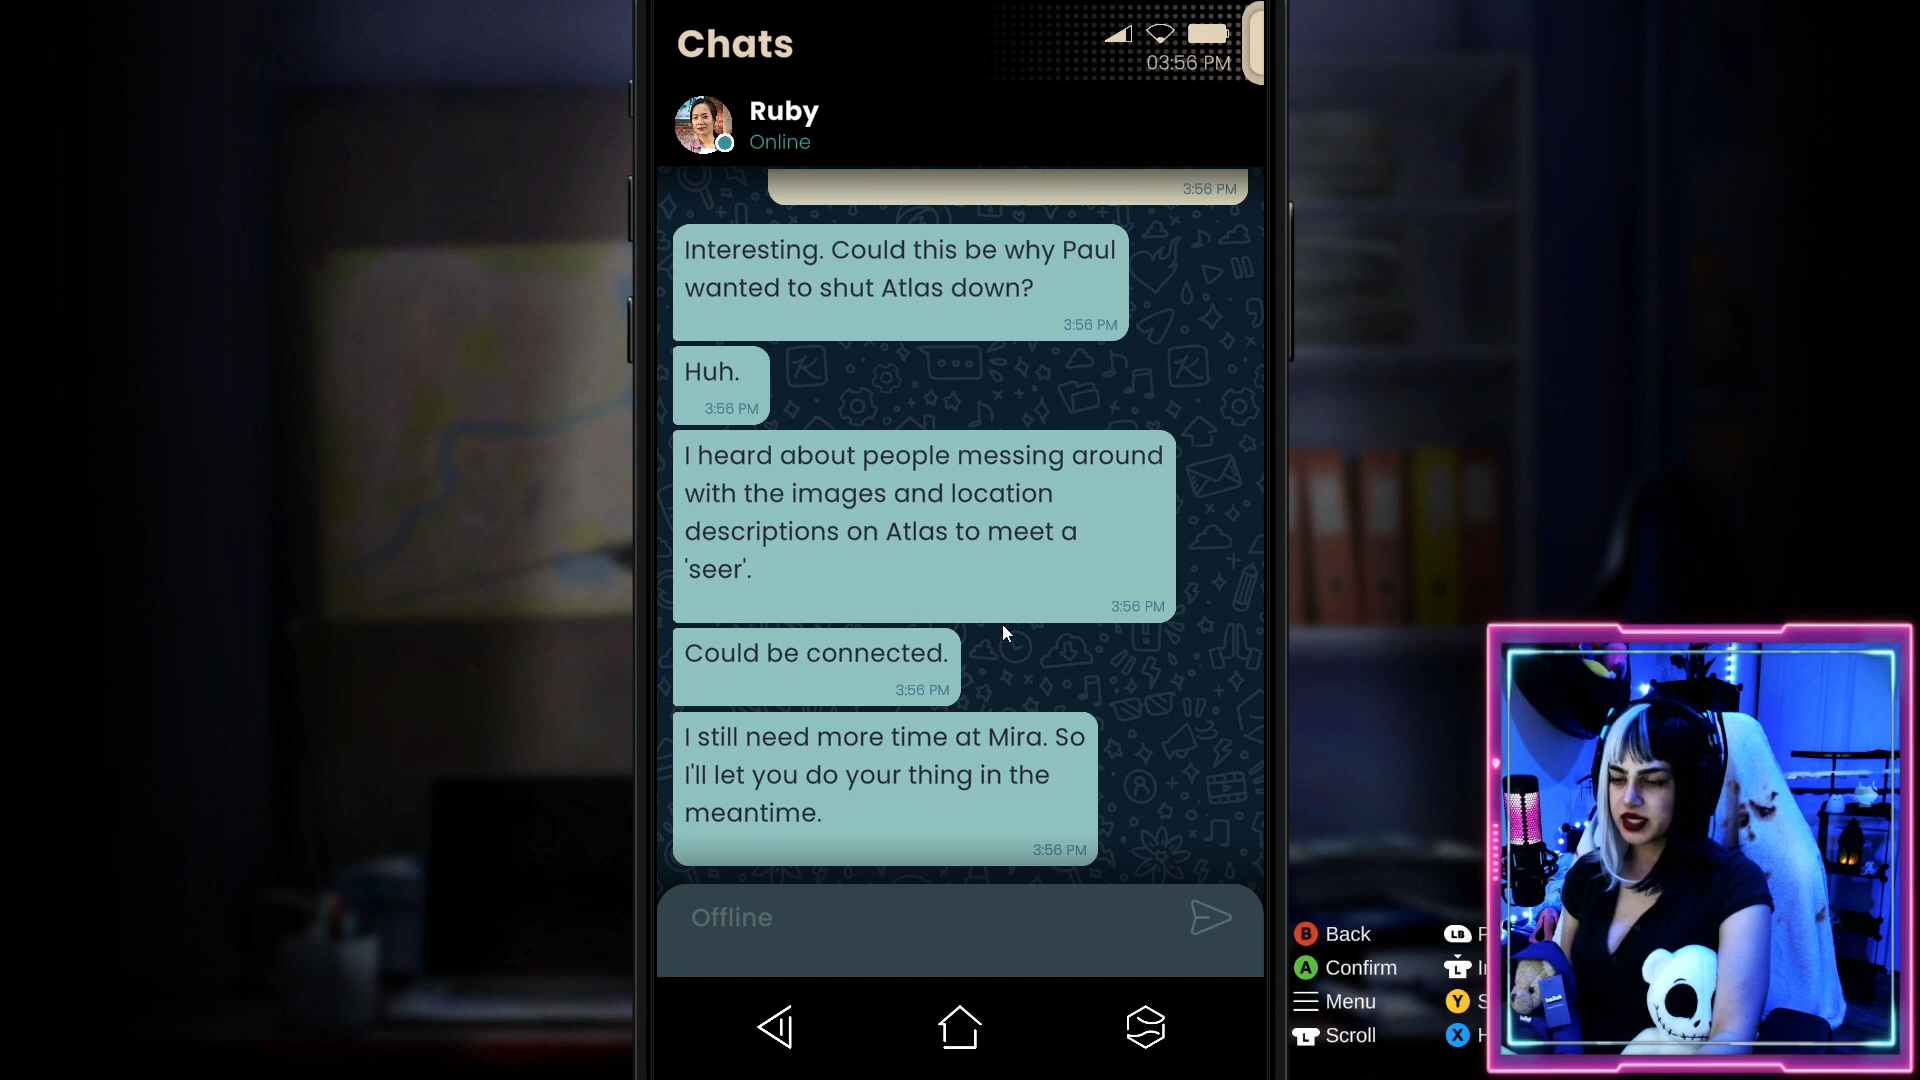 Chats
03:56 PM
Ruby
Online
3:56 PM
Interesting. Could this be why Paul
wanted to shut Atlas down?
3:56 PM
Huh.
3:56 PM
I heard about people messing around
with the images and location
descriptions on Atlas to meet a
'seer'.
3:56 PM
Could be connected.
3:56 PM
I still need more time at Mira. So
I'll let you do your thing in the
meantime.
3:56 PM
Offline
B Back
LB
A Confirm
L
Menu
Y
L Scroll
X